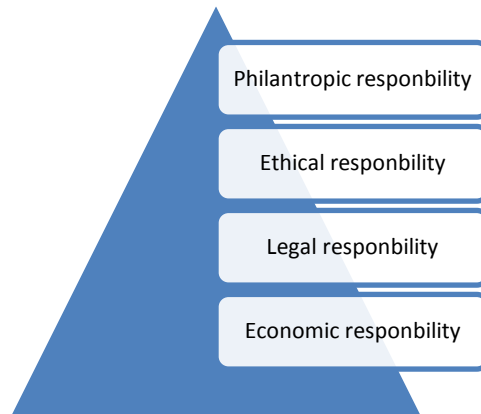 Philantropic responbility
Ethical responbility
Legal responbility
Economic responbility